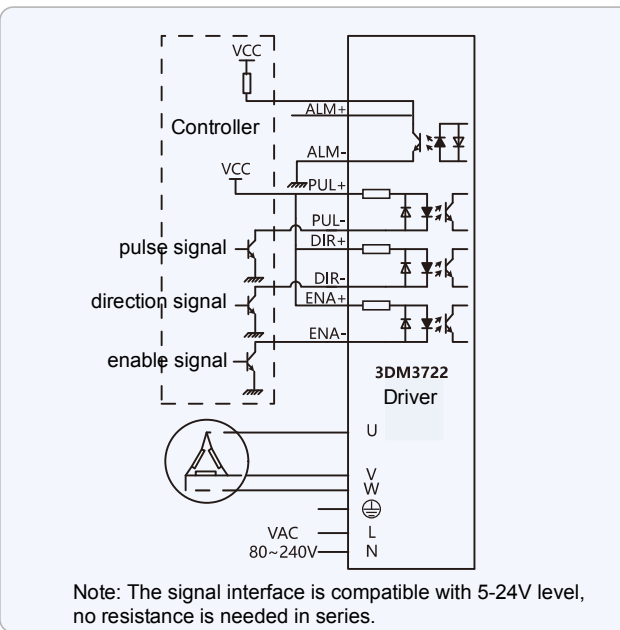 VCC
ALM+
Controller
ALM-
VCC
PUL+
PUL-
pulse signal
DIR+
DIR-
direction signal
ENA+
ENA-
enable signal
3DM3722
Driver
U
V
W
VAC
L
80~240V
N
Note: The signal interface is compatible with 5-24V level,
no resistance is needed in series.